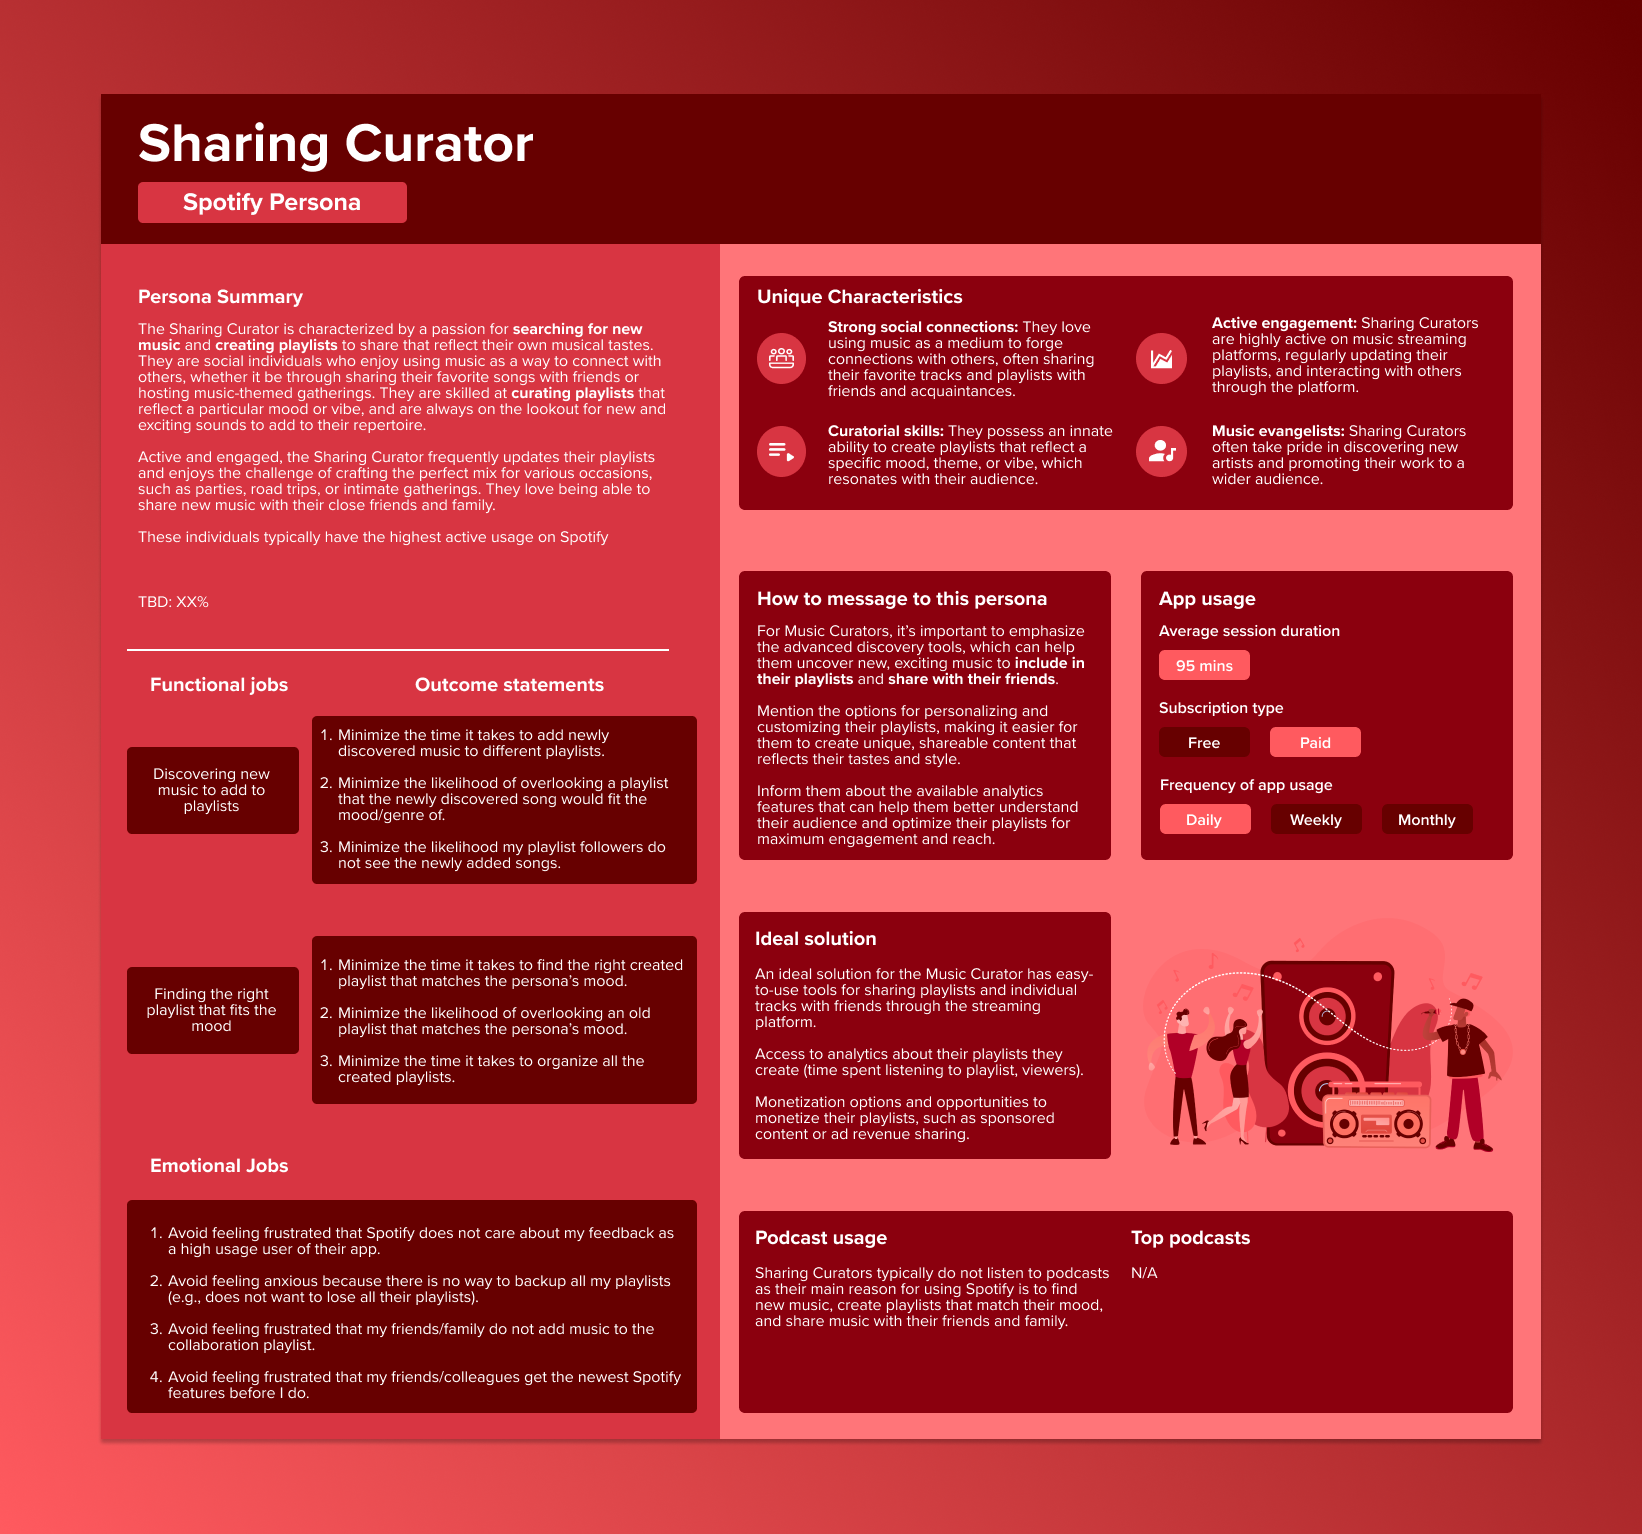 Sharing Curator
Spotify Persona
Persona Summary
The Sharing Curator is characterized by a passion for searching for new
music and creating playlists to share that reflect their own musical tastes.
They are social individuals who enjoy using music as a way to connect with
others, whether it be through sharing their favorite songs with friends or
hosting music-themed gatherings. They are skilled at curating playlists that
reflect a particular mood or vibe, and are always on the lookout for new and
exciting sounds to add to their repertoire.
Active and engaged, the Sharing Curator frequently updates their playlists
and enjoys the challenge of crafting the perfect mix for various occasions,
such as parties, road trips, or intimate gatherings. They love being able to
share new music with their close friends and family.
These individuals typically have the highest active usage on Spotify
TBD: XX%
Functional jobs
Outcome statements
Discovering new
music to add to
playlists
1. Minimize the time it takes to add newly
discovered music to different playlists.
2. Minimize the likelihood of overlooking a playlist
that the newly discovered song would fit the
mood/genre of.
3. Minimize the likelihood my playlist followers do
not see the newly added songs.
Finding the right
playlist that fits the
mood
1. Minimize the time it takes to find the right created
playlist that matches the persona's mood.
2. Minimize the likelihood of overlooking an old
playlist that matches the persona's mood.
3. Minimize the time it takes to organize all the
created playlists.
Emotional Jobs
1. Avoid feeling frustrated that Spotify does not care about my feedback as
a high usage user of their app.
2. Avoid feeling anxious because there is no way to backup all my playlists
(e.g., does not want to lose all their playlists).
3. Avoid feeling frustrated that my friends/family do not add music to the
collaboration playlist.
4. Avoid feeling frustrated that my friends/colleagues get the newest Spotify
features before I do.
Unique Characteristics
Strong social connections: They love
using music as a medium to forge
connections with others, often sharing
their favorite tracks and playlists with
friends and acquaintances.
Active engagement: Sharing Curators
are highly active on music streaming
platforms, regularly updating their
playlists, and interacting with others
through the platform.
Curatorial skills: They possess an innate
ability to create playlists that reflect a
specific mood, theme, or vibe, which
resonates with their audience.
Music evangelists: Sharing Curators
often take pride in discovering new
artists and promoting their work to a
wider audience.
How to message to this persona
For Music Curators, it's important to emphasize
the advanced discovery tools, which can help
them uncover new, exciting music to include in
their playlists and share with their friends.
Mention the options for personalizing and
customizing their playlists, making it easier for
them to create unique, shareable content that
reflects their tastes and style.
Inform them about the available analytics
features that can help them better understand
their audience and optimize their playlists for
maximum engagement and reach.
App usage
Average session duration
95 mins
Subscription type
Free Paid
Frequency of app usage
Daily Weekly Monthly
Ideal solution
An ideal solution for the Music Curator has easy-
to-use tools for sharing playlists and individual
tracks with friends through the streaming
platform.
Access to analytics about their playlists they
create (time spent listening to playlist, viewers).
Monetization options and opportunities to
monetize their playlists, such as sponsored
content or ad revenue sharing.
Podcast usage
Sharing Curators typically do not listen to podcasts
as their main reason for using Spotify is to find
new music, create playlists that match their mood,
and share music with their friends and family.
Top podcasts
N/A